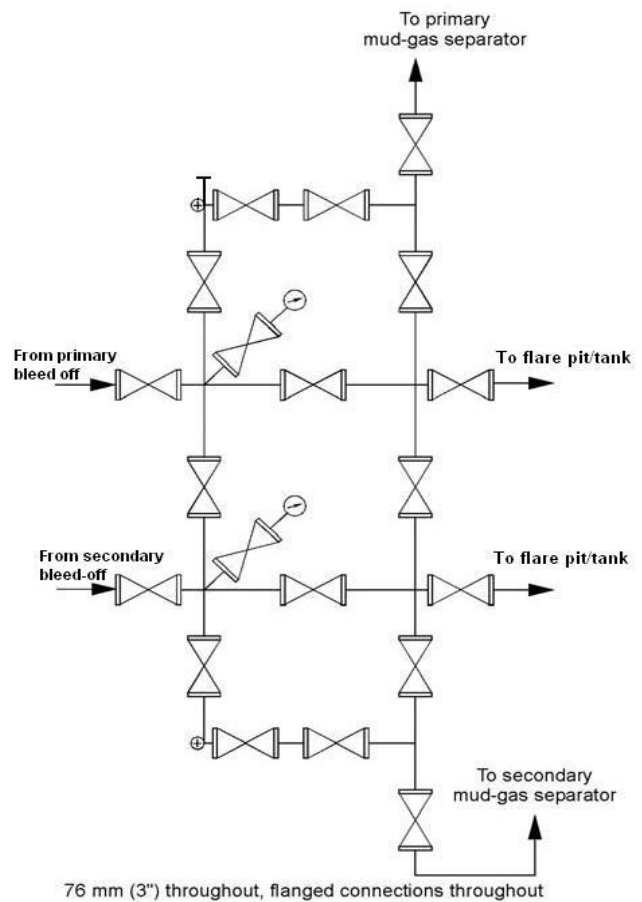 To primary
mud-gas separator
From primary
bleed off
To flare pit/tank
From secondary
bleed-off
To flare pit/tank
To secondary
mud-gas separator
76 mm (3") throughout, flanged connections throughout